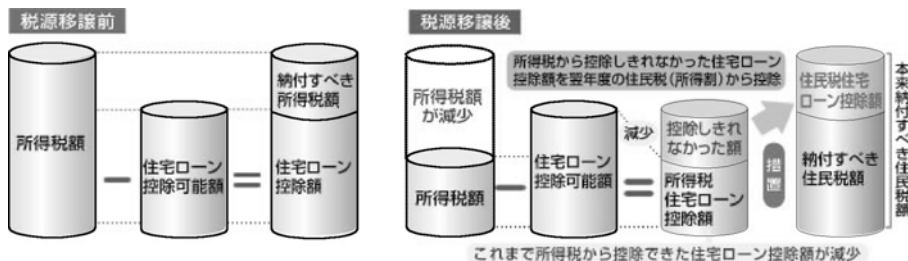 税源移譲前
所得税額
住宅ローン
控除可能額
納付すべき
所得税額
住宅ローン
控除額
税源移譲後
所得税額
が減少
所得税額
住宅ローン
控除可能額
所得税から控除しきれなかった住宅ローン
控除額を翌年度の住民税（所得割）から控除
減少
控除しきれ
なかった額
所得税
住宅ローン
控除額
措置
住民税住宅
ローン控除額
納付すべき
住民税額
本来納付すべき住民税額
これまで所得税から控除できた住宅ローン控除額が減少